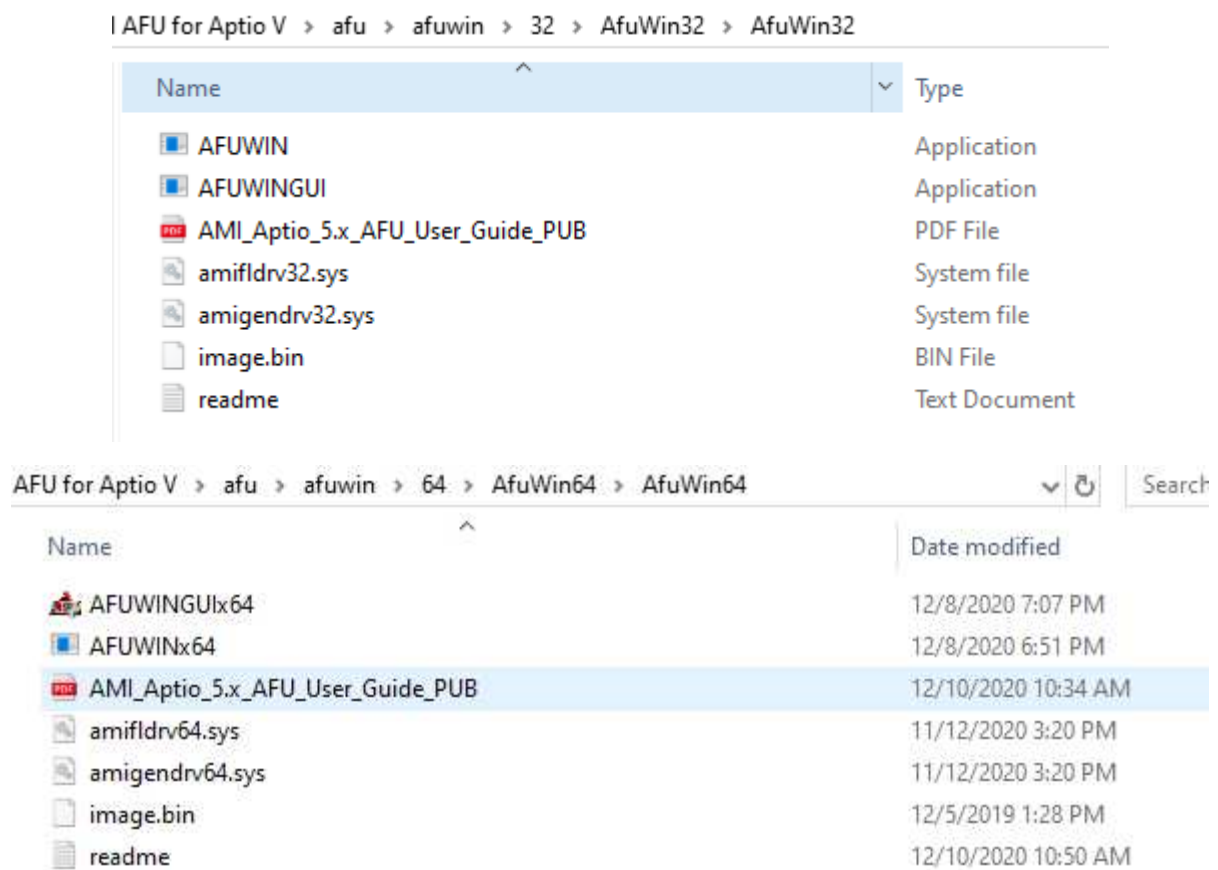 AFU for Aptio V > afu > afuwin > 32 > AfuWin32 > AfuWin32
Name Type
AFUWIN Application
AFUWINGUI Application
AMI_Aptio_5.x_AFU_User_Guide_PUB PDF File
amifldrv32.sys System file
amigendrv32.sys System file
image.bin BIN File
readme Text Document
AFU for Aptio V > afu > afuwin > 64 > AfuWin64 > AfuWin64 Search
Name Date modified
AFUWINGUIx64 12/8/2020 7:07 PM
AFUWINx64 12/8/2020 6:51 PM
AMI_Aptio_5.x_AFU_User_Guide_PUB 12/10/2020 10:34 AM
amifldrv64.sys 11/12/2020 3:20 PM
amigendrv64.sys 11/12/2020 3:20 PM
image.bin 12/5/2019 1:28 PM
readme 12/10/2020 10:50 AM